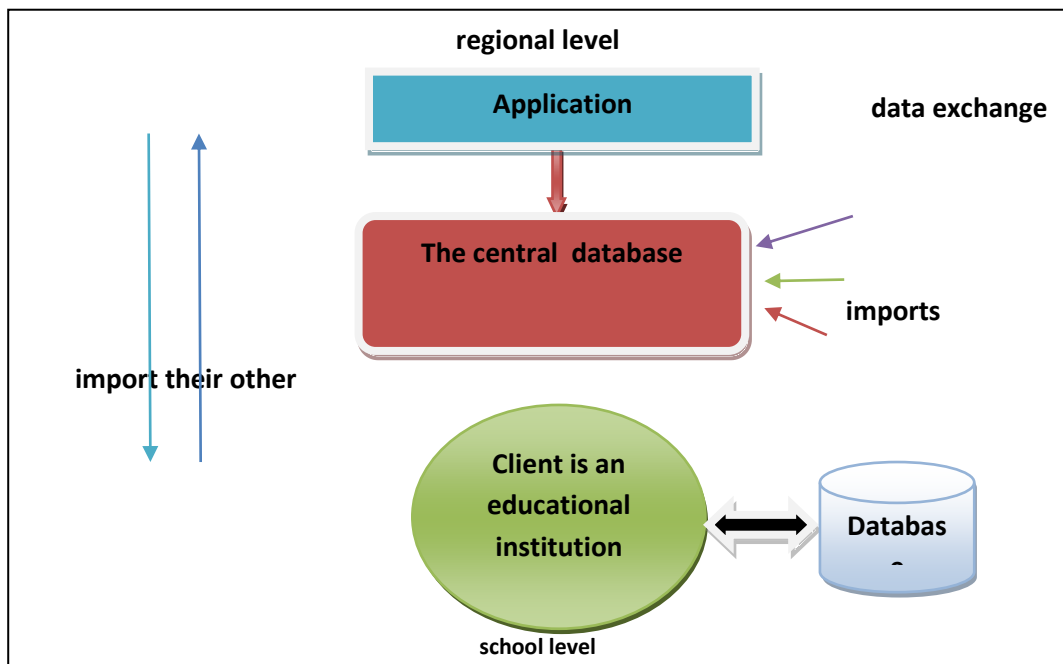 regional level
Application
data exchange
The central database
imports
import their other
Client is an
educational
institution
Databas
school level